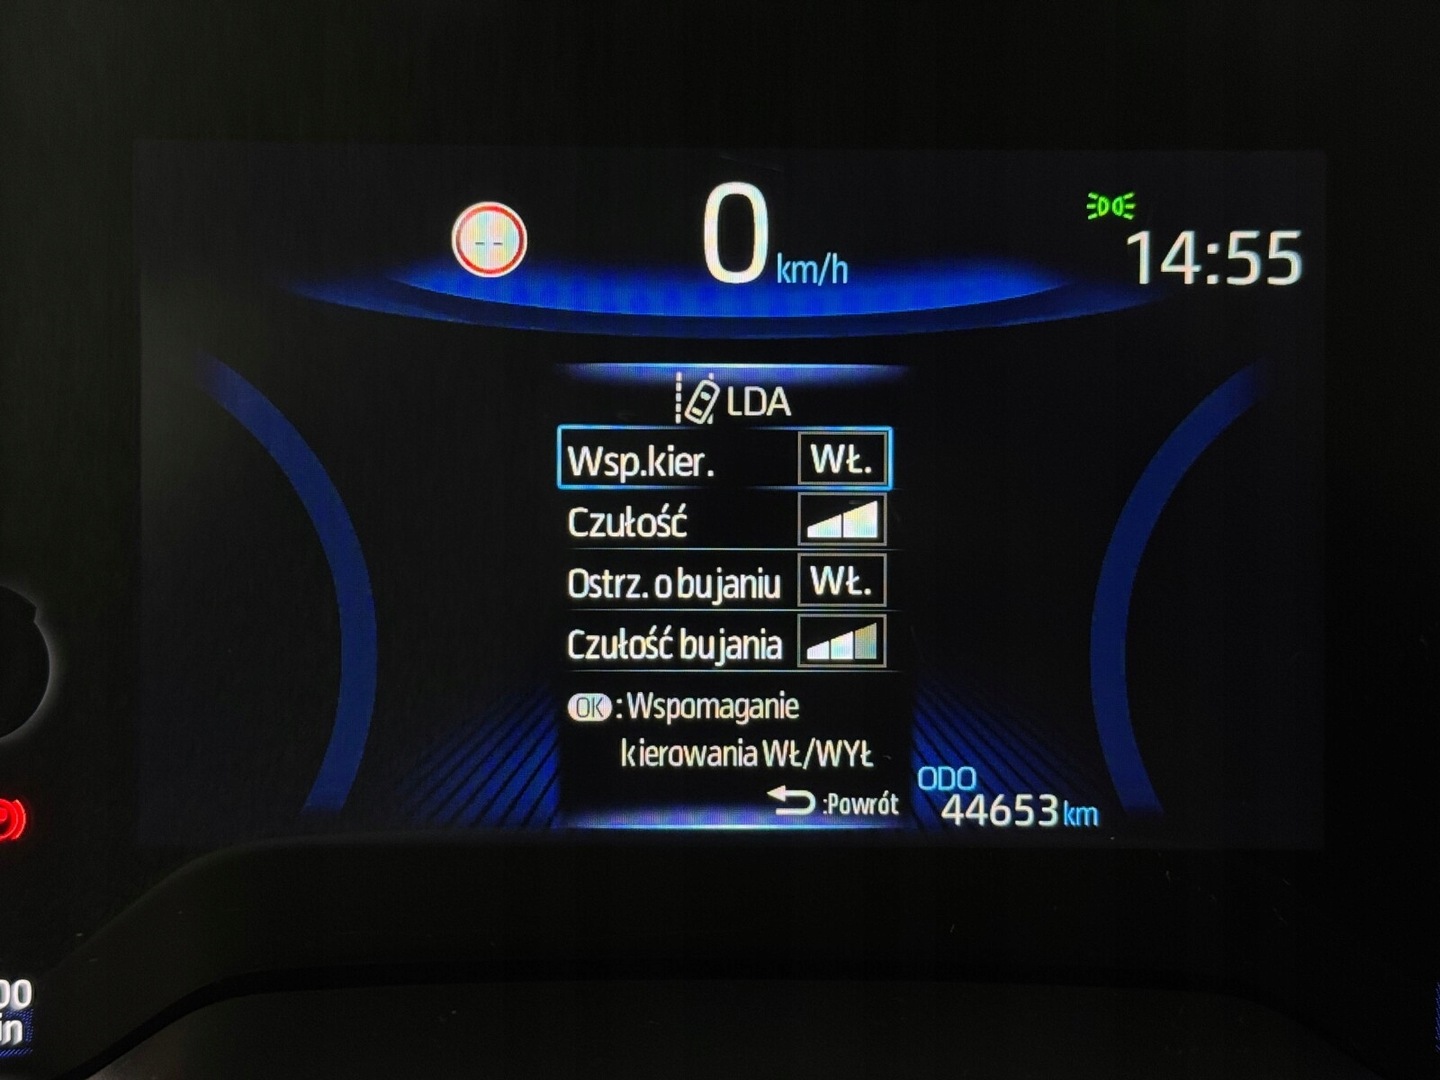 0 km/h
14:55
LDA
Wsp.kier. WŁ.
Czułość
Ostrz. o bujaniu WŁ.
Czułość bujania
OK : Wspomaganie
kierowania WŁ/WYŁ
:Powrót
ODO
44653 km